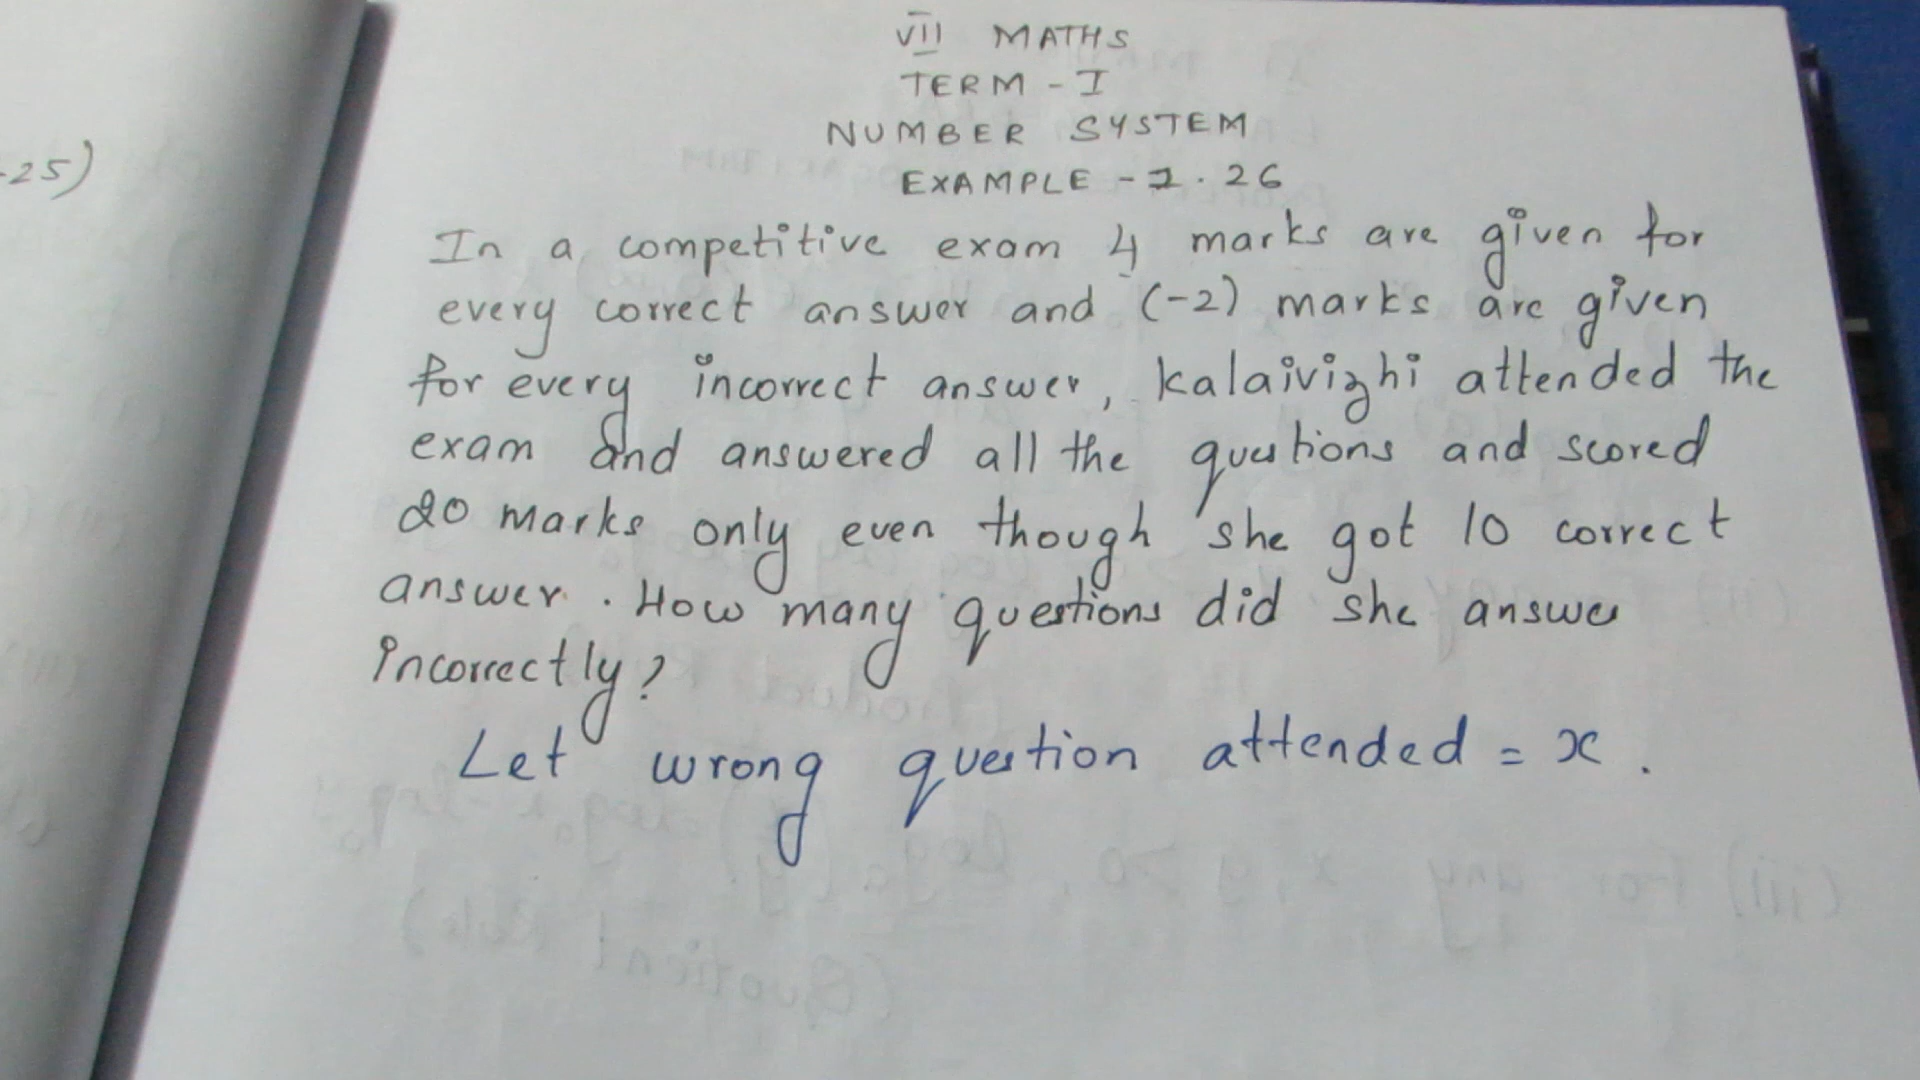 VII MATHS
TERM - I
NUMBER SYSTEM
EXAMPLE - 1.26
-25)
In a competitive exam 4 marks are given for
every correct answer and (-2) marks are given
for every incorrect answer, kalaivizhi attended the
exam and answered all the questions and scored
20 marks only even though she got 10 correct
answer. How many questions did she answer
incorrectly?
Let wrong question attended = x.